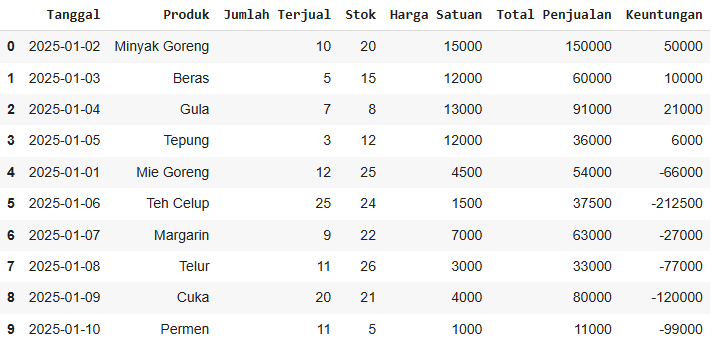 Tanggal Produk Jumlah Terjual Stok Harga Satuan Total Penjualan Keuntungan
0 2025-01-02 Minyak Goreng 10 20 15000 150000 50000
1 2025-01-03 Beras 5 15 12000 60000 10000
2 2025-01-04 Gula 7 8 13000 91000 21000
3 2025-01-05 Tepung 3 12 12000 36000 6000
4 2025-01-01 Mie Goreng 12 25 4500 54000 -66000
5 2025-01-06 Teh Celup 25 24 1500 37500 -212500
6 2025-01-07 Margarin 9 22 7000 63000 -27000
7 2025-01-08 Telur 11 26 3000 33000 -77000
8 2025-01-09 Cuka 20 21 4000 80000 -120000
9 2025-01-10 Permen 11 5 1000 11000 -99000